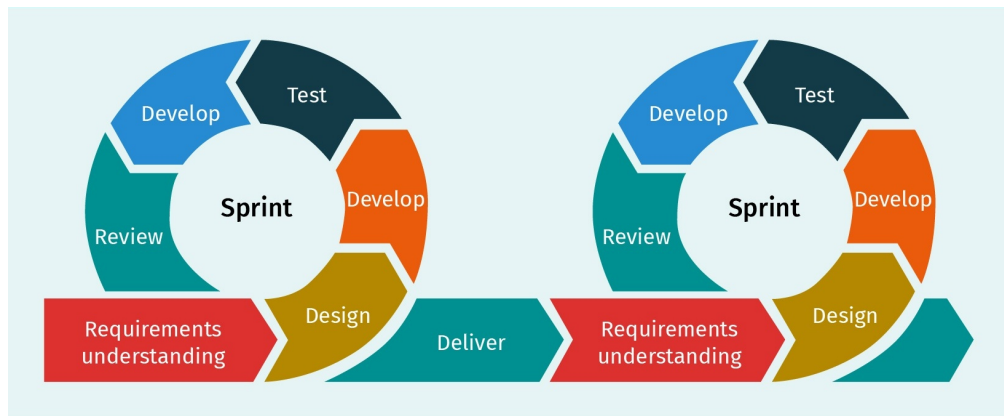 Test
Develop
Sprint
Develop
Review
Design
Requirements
understanding
Deliver
Test
Develop
Sprint
Develop
Review
Design
Requirements
understanding